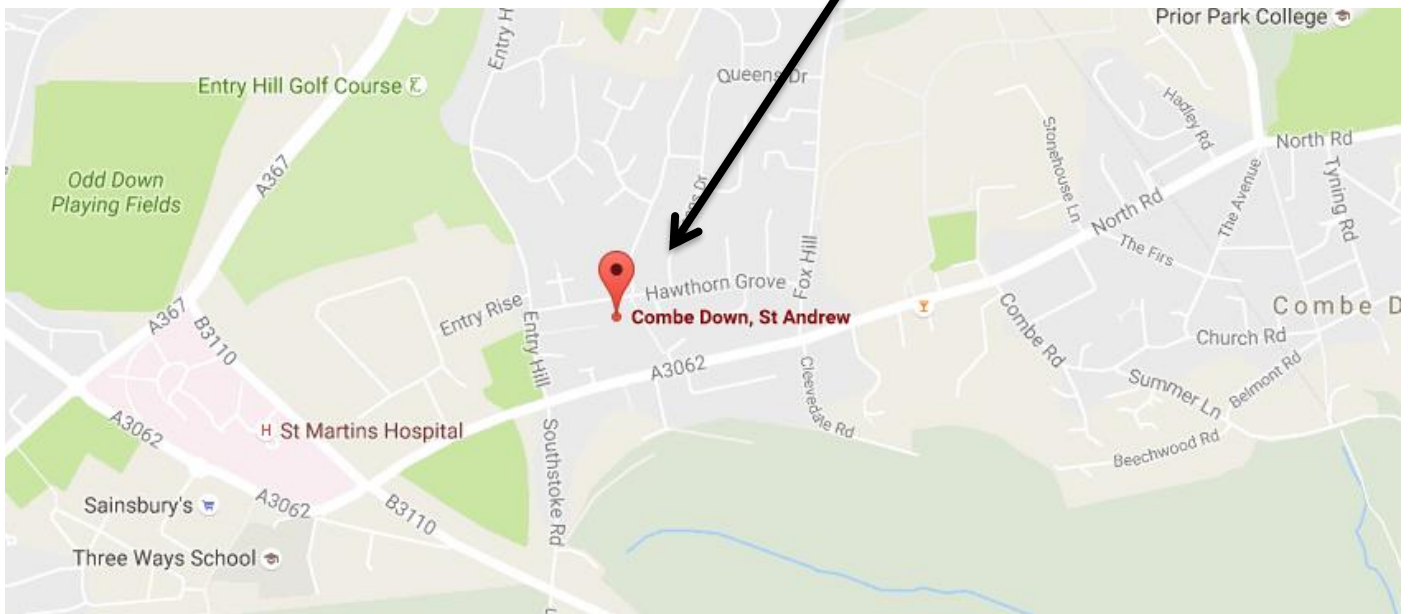 Prior Park College
Entry H
Queens Dr
Entry Hill Golf Course
Hadley Rd
Stonehouse Ln
North Rd
A367
Odd Down
Playing Fields
Tyning Rd
The Avenue
North Rd
The Firs
Fox Hill
Hawthorn Grove
Entry Rise
Combe Down, St Andrew
Combe D
A367
B3110
Entry Hill
Combe Rd
Church Rd
A3062
Cleevedale Rd
Summer Ln
Belmont Rd
A3062
H St Martins Hospital
Southstoke Rd
Beechwood Rd
Sainsbury's
A3062
B3110
Three Ways School